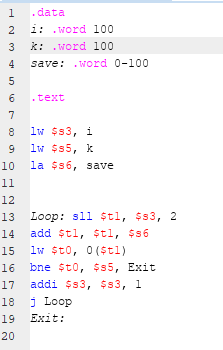 1 .data
2 i: .word 100
3 k: .word 100
4 save: .word 0-100
5
6 .text
7
8 lw $s3, i
9 lw $s5, k
10 la $s6, save
11
12
13 Loop: sll $t1, $s3, 2
14 add $t1, $t1, $s6
15 lw $t0, 0($t1)
16 bne $t0, $s5, Exit
17 addi $s3, $s3, 1
18 j Loop
19 Exit:
20